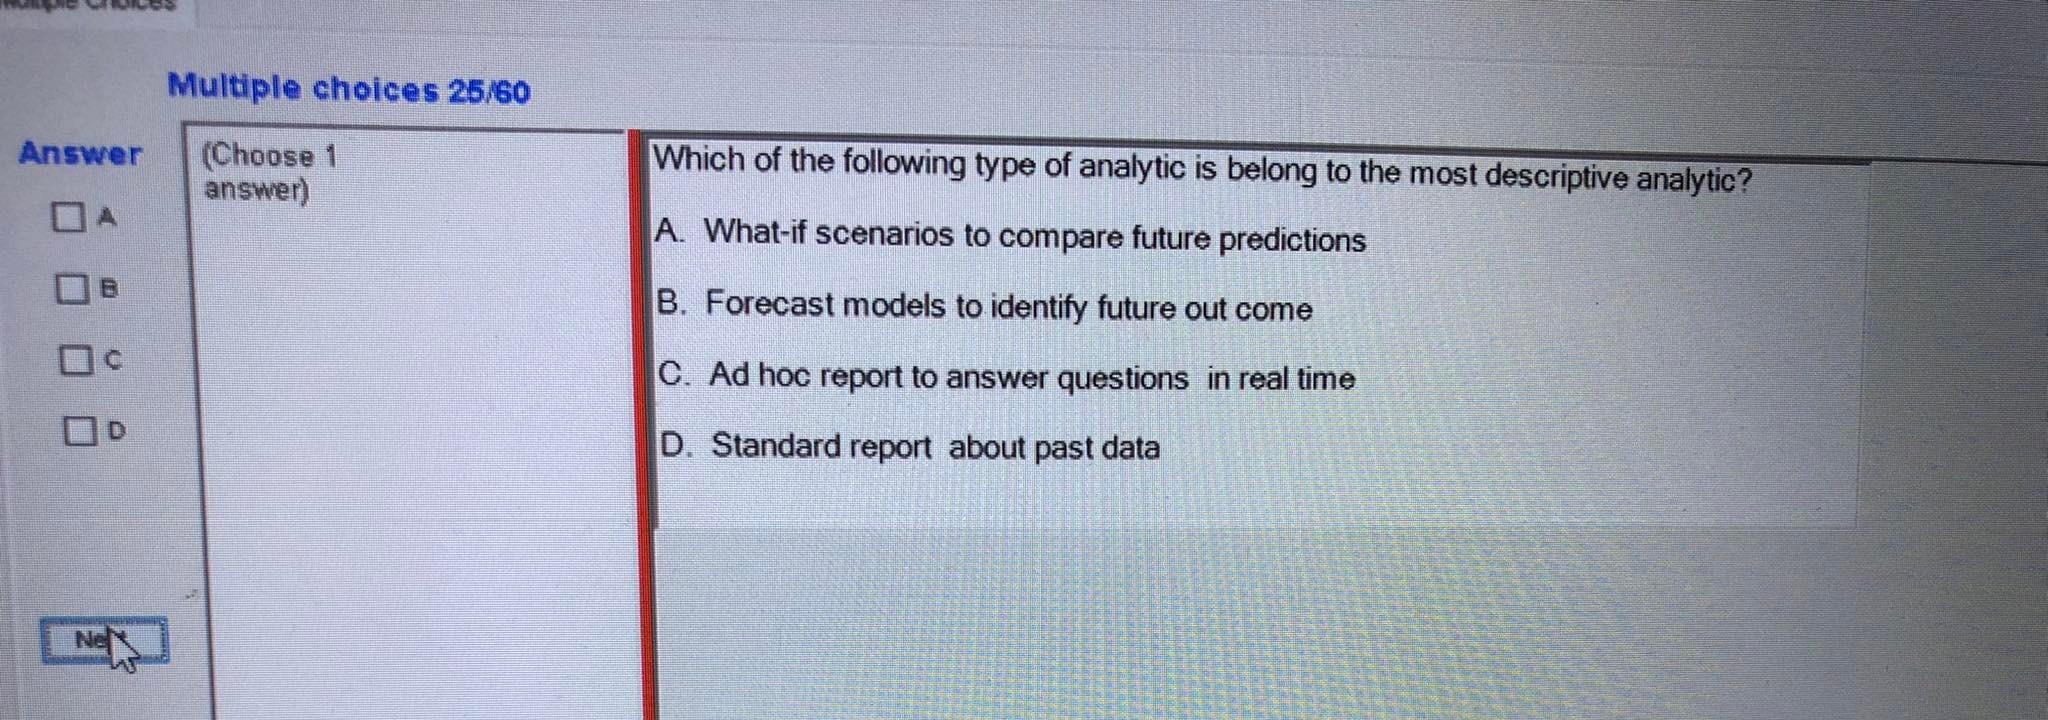 Multiple Choices
Multiple choices 25/60
Answer
(Choose 1
answer)
A
B
C
D
Which of the following type of analytic is belong to the most descriptive analytic?
A. What-if scenarios to compare future predictions
B. Forecast models to identify future out come
C. Ad hoc report to answer questions in real time
D. Standard report about past data